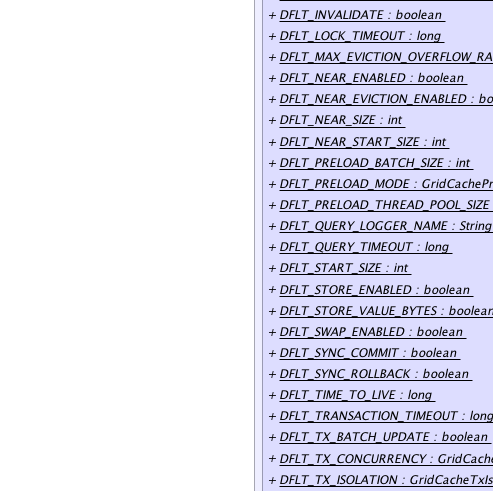 + DFLT_INVALIDATE : boolean
+ DFLT_LOCK_TIMEOUT : long
+ DFLT_MAX_EVICTION_OVERFLOW_RA
+ DFLT_NEAR_ENABLED : boolean
+ DFLT_NEAR_EVICTION_ENABLED : bo
+ DFLT_NEAR_SIZE : int
+ DFLT_NEAR_START_SIZE : int
+ DFLT_PRELOAD_BATCH_SIZE : int
+ DFLT_PRELOAD_MODE : GridCachePr
+ DFLT_PRELOAD_THREAD_POOL_SIZE
+ DFLT_QUERY_LOGGER_NAME : String
+ DFLT_QUERY_TIMEOUT : long
+ DFLT_START_SIZE : int
+ DFLT_STORE_ENABLED : boolean
+ DFLT_STORE_VALUE_BYTES : boolean
+ DFLT_SWAP_ENABLED : boolean
+ DFLT_SYNC_COMMIT : boolean
+ DFLT_SYNC_ROLLBACK : boolean
+ DFLT_TIME_TO_LIVE : long
+ DFLT_TRANSACTION_TIMEOUT : long
+ DFLT_TX_BATCH_UPDATE : boolean
+ DFLT_TX_CONCURRENCY : GridCache
+ DFLT_TX_ISOLATION : GridCacheTxIs